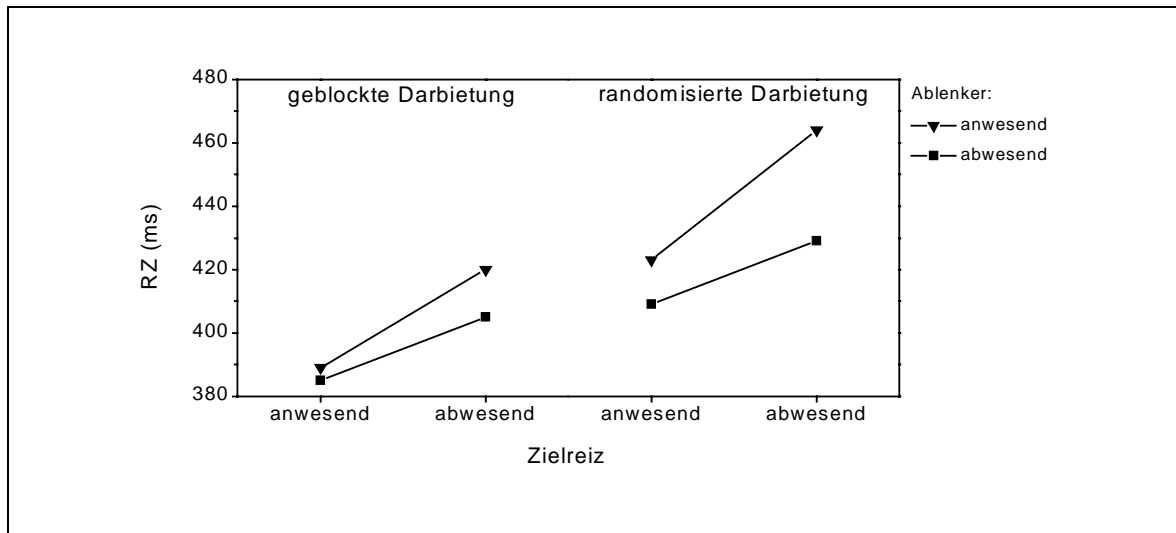 480
geblockte Darbietung randomisierte Darbietung
Ablenker:
anwesend
abwesend
460
440
420
400
380
RZ (ms)
anwesend abwesend anwesend abwesend
Zielreiz